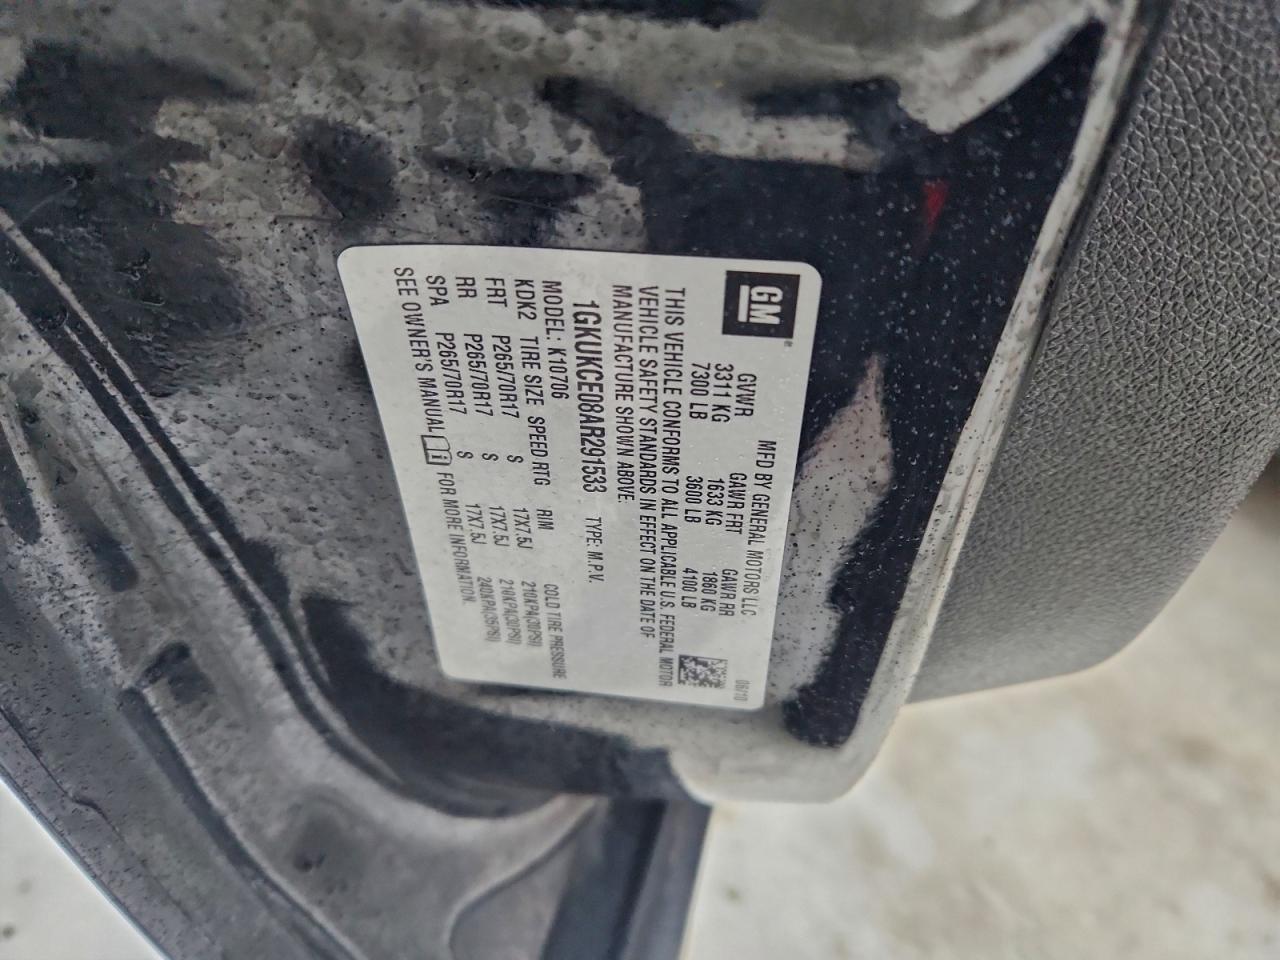 GM
MFD BY GENERAL MOTORS LLC 06/10
GVWR GAWR FRT GAWR RR
3311 KG 1633 KG 1860 KG
7300 LB 3600 LB 4100 LB
THIS VEHICLE CONFORMS TO ALL APPLICABLE U.S. FEDERAL MOTOR
VEHICLE SAFETY STANDARDS IN EFFECT ON THE DATE OF
MANUFACTURE SHOWN ABOVE.
1GKUKCE08AR291533 TYPE: M.P.V.
MODEL: K10706
KDK2 TIRE SIZE SPEED RTG RIM COLD TIRE PRESSURE
FRT P265/70R17 S 17X7.5J 210KPA(30PSI)
RR P265/70R17 S 17X7.5J 210KPA(30PSI)
SPA P265/70R17 S 17X7.5J 240KPA(35PSI)
SEE OWNER'S MANUAL i FOR MORE INFORMATION.